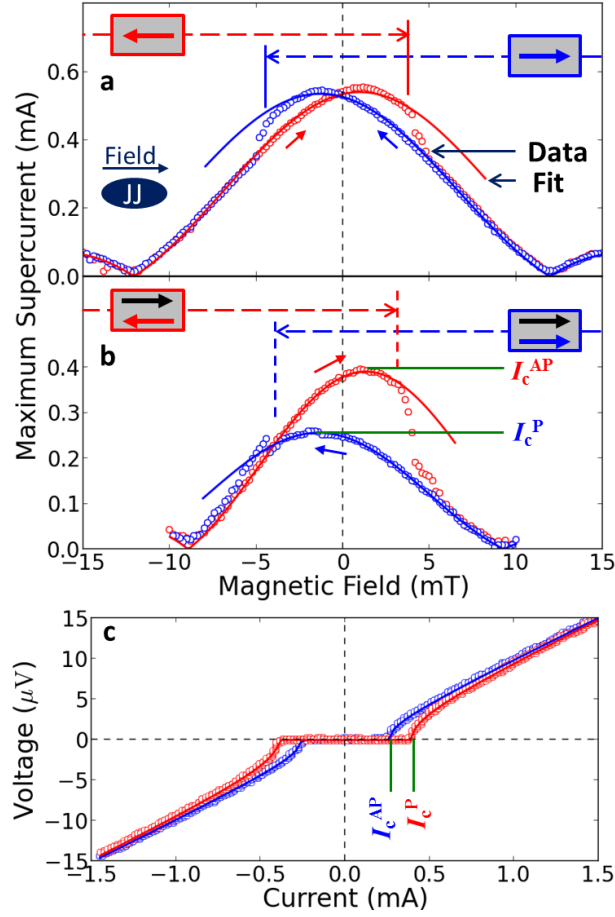 a
Field
JJ
Data
Fit
0.6
0.4
0.2
0.0
Maximum Supercurrent (mA)
b
I_c^AP
I_c^P
0.4
0.3
0.2
0.1
0.0
−15 −10 −5 0 5 10 15
Magnetic Field (mT)
c
15
10
5
0
−5
−10
−15
Voltage (μV)
I_c^AP
I_c^P
−1.5 −1.0 −0.5 0.0 0.5 1.0 1.5
Current (mA)